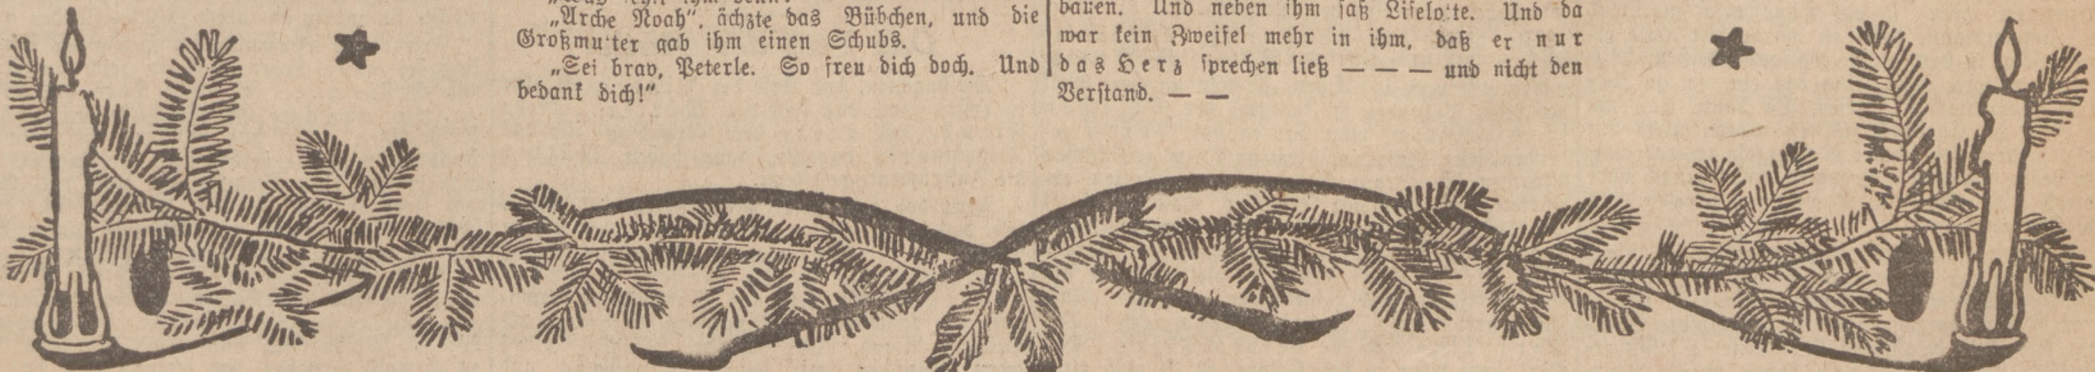 „Arche Noah“, ächzte das Bübchen, und die
Großmutter gab ihm einen Schubs.
„Sei brav, Peterle. So freu dich doch. Und
bedank dich!“
bauen. Und neben ihm saß Liselotte. Und da
war kein Zweifel mehr in ihm, daß er nur
das Herz sprechen ließ — — — und nicht den
Verstand. — —